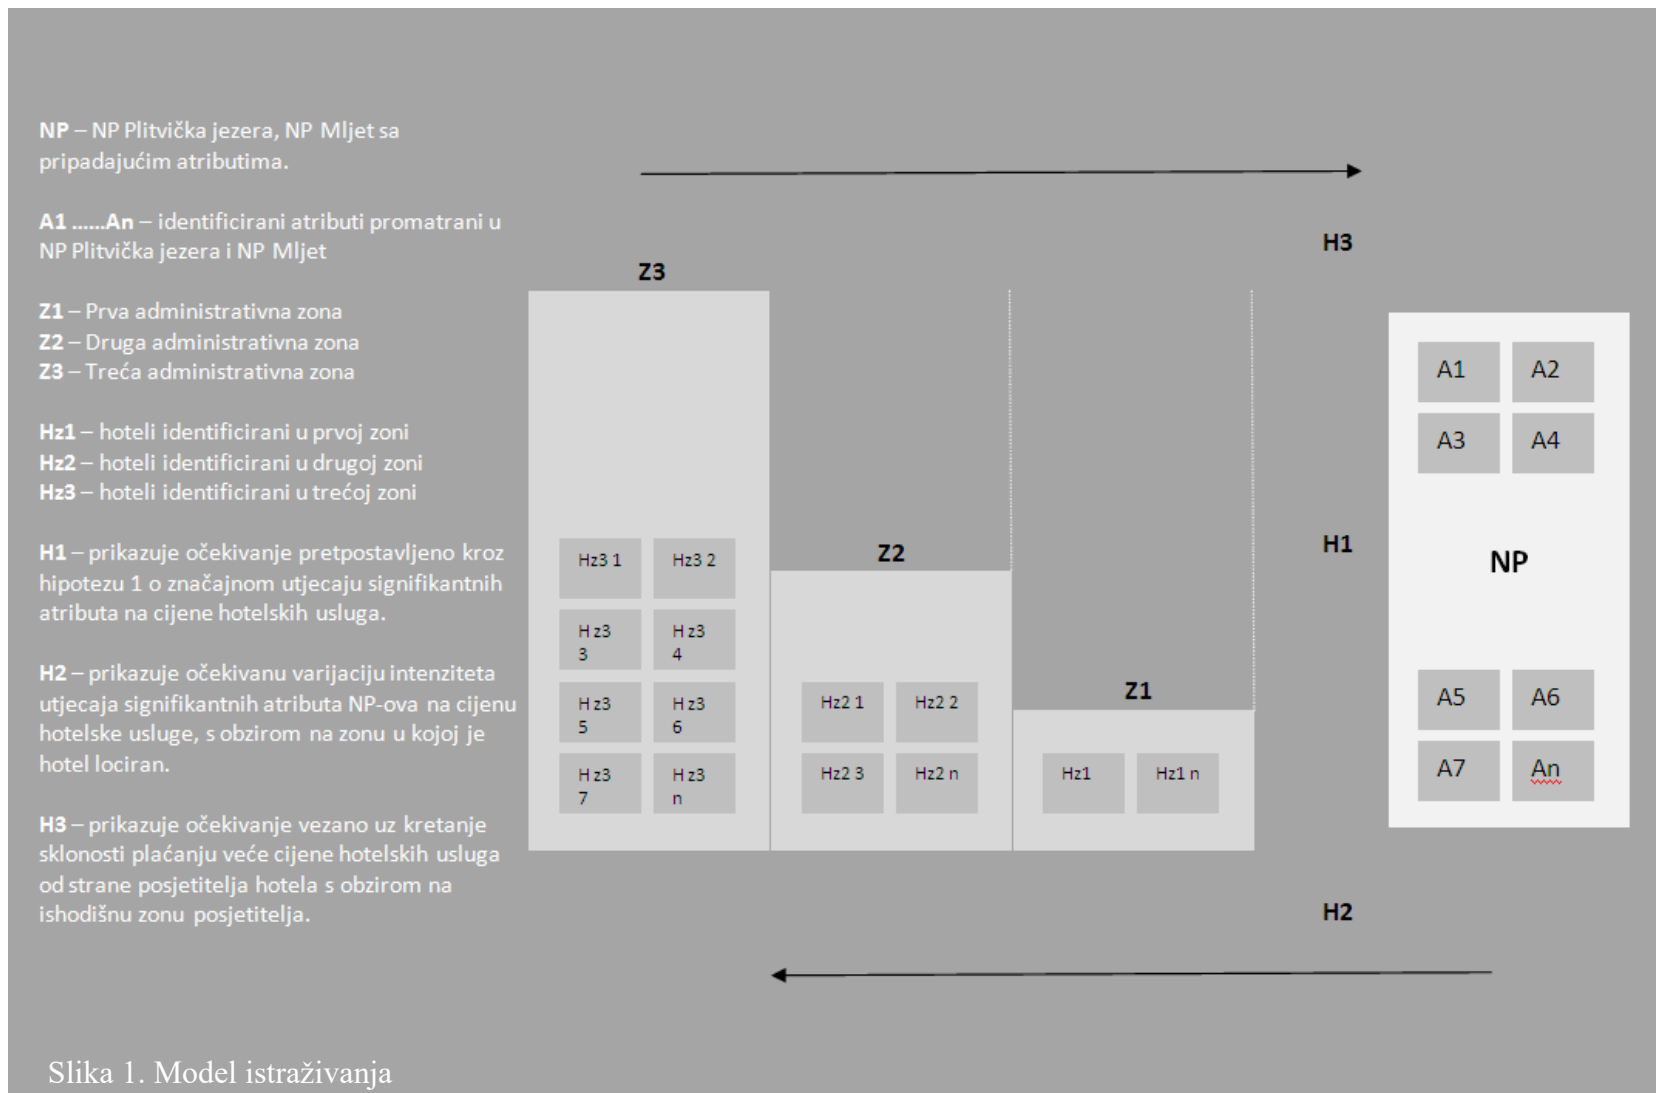 NP – NP Plitvička jezera, NP Mljet sa
pripadajućim atributima.
A1 ......An – identificirani atributi promatrani u
NP Plitvička jezera i NP Mljet
Z1 – Prva administrativna zona
Z2 – Druga administrativna zona
Z3 – Treća administrativna zona
Hz1 – hoteli identificirani u prvoj zoni
Hz2 – hoteli identificirani u drugoj zoni
Hz3 – hoteli identificirani u trećoj zoni
H1 – prikazuje očekivanje pretpostavljeno kroz
hipotezu 1 o značajnom utjecaju signifikantnih
atributa na cijene hotelskih usluga.
H2 – prikazuje očekivanu varijaciju intenziteta
utjecaja signifikantnih atributa NP-ova na cijenu
hotelske usluge, s obzirom na zonu u kojoj je
hotel lociran.
H3 – prikazuje očekivanje vezano uz kretanje
sklonosti plaćanju veće cijene hotelskih usluga
od strane posjetitelja hotela s obzirom na
ishodišnu zonu posjetitelja.
Z3
Hz3 1
Hz3 2
H z3
3
H z3
4
H z3
5
H z3
6
H z3
7
H z3
n
Z2
Hz2 1
Hz2 2
Hz2 3
Hz2 n
Z1
Hz1
Hz1 n
H3
H1
H2
A1
A2
A3
A4
NP
A5
A6
A7
An
Slika 1. Model istraživanja